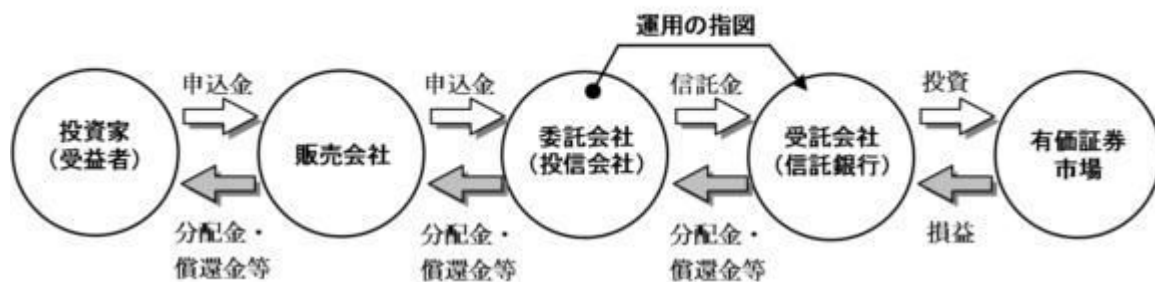 運用の指図
申込金
申込金
信託金
投資
投資家
（受益者）
販売会社
委託会社
（投信会社）
受託会社
（信託銀行）
有価証券
市場
分配金・
償還金等
分配金・
償還金等
分配金・
償還金等
損益